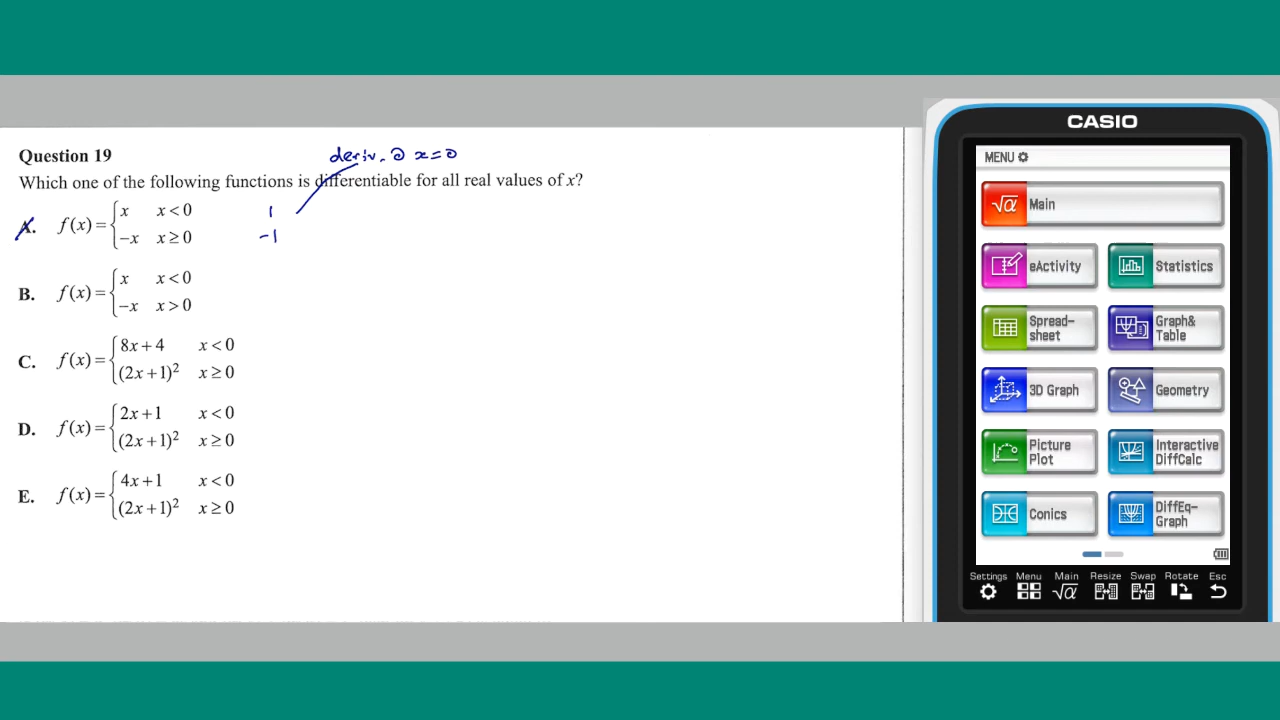 Question 19
deriv. @ x=0
Which one of the following functions is differentiable for all real values of x?
A. f(x) = { x x < 0
−x x ≥ 0
1
−1
B. f(x) = { x x < 0
−x x > 0
C. f(x) = { 8x + 4 x < 0
(2x + 1)² x ≥ 0
D. f(x) = { 2x + 1 x < 0
(2x + 1)² x ≥ 0
E. f(x) = { 4x + 1 x < 0
(2x + 1)² x ≥ 0
CASIO
MENU
√α Main
eActivity
Statistics
Spread-
sheet
Graph&
Table
3D Graph
Geometry
Picture
Plot
Interactive
DiffCalc
Conics
DiffEq-
Graph
Settings Menu Main Resize Swap Rotate Esc
√α